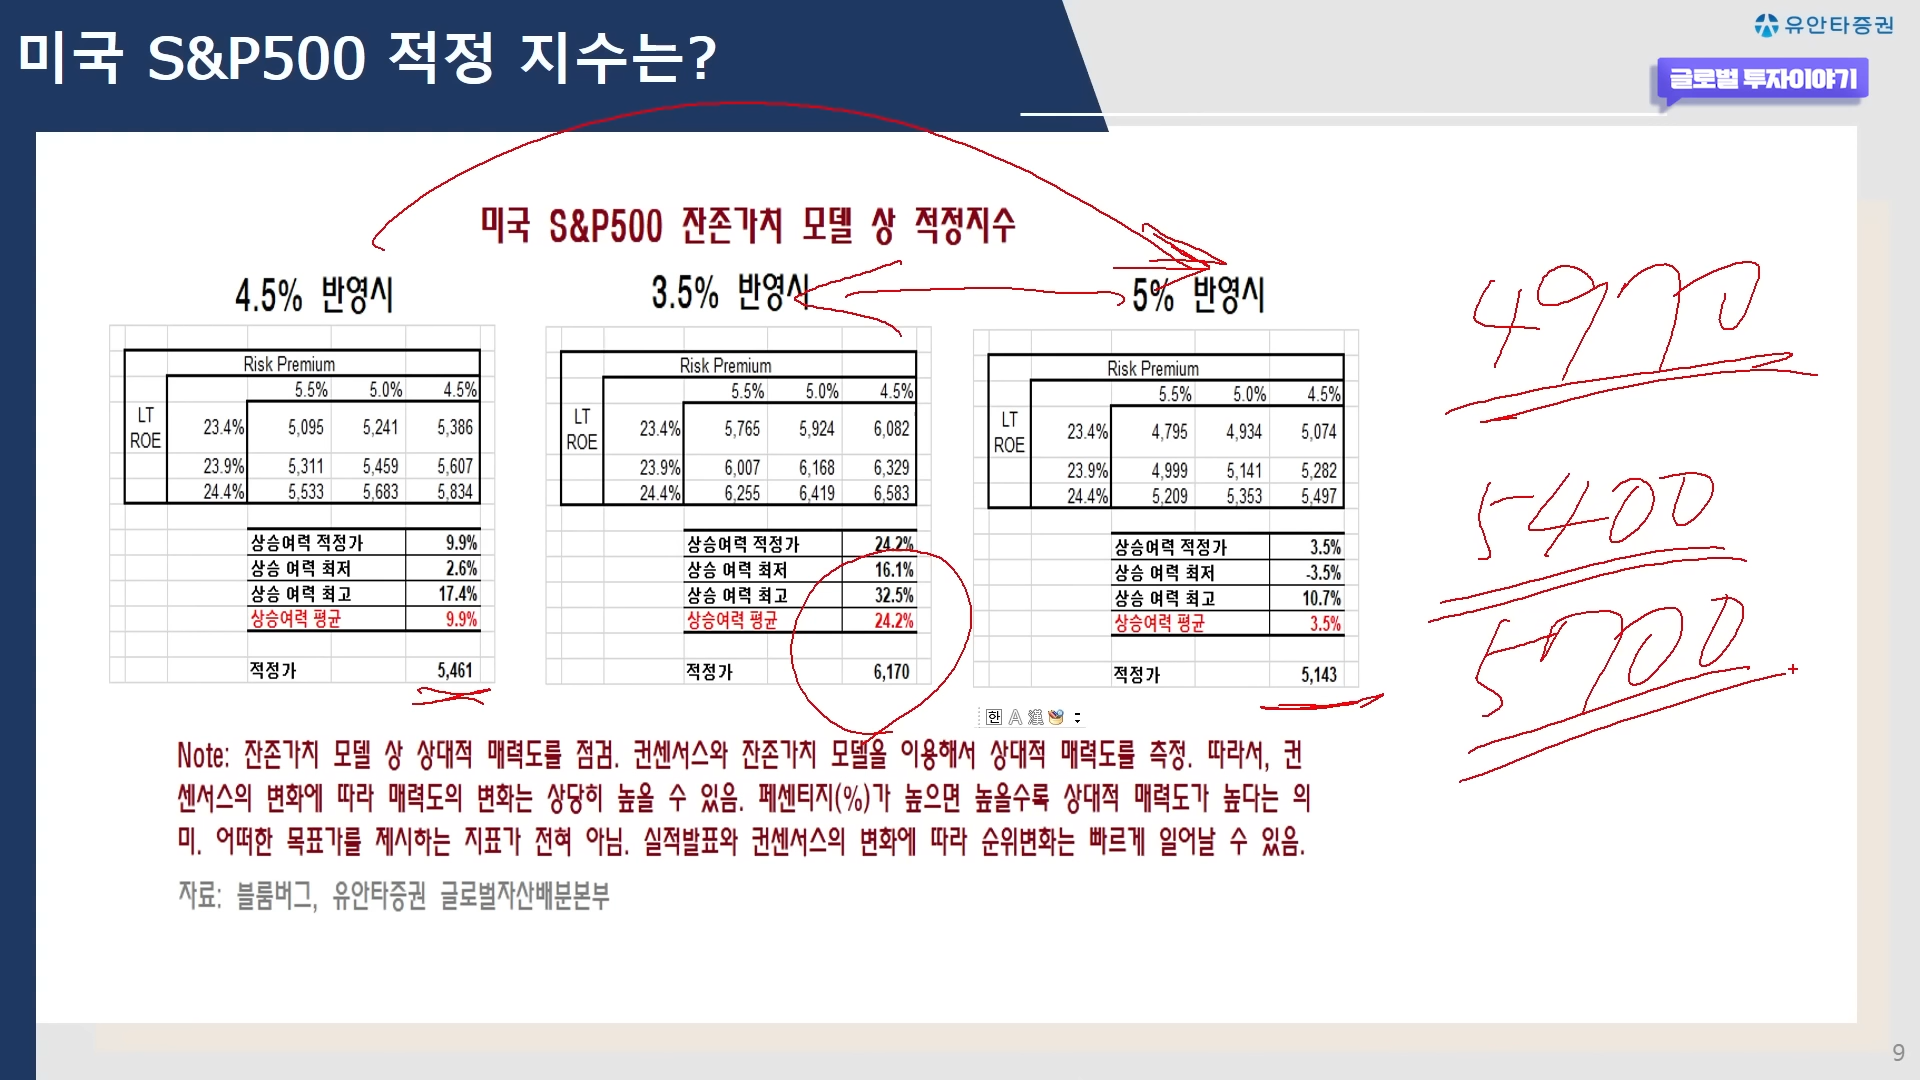 미국 S&P500 적정 지수는?
유안타증권
글로벌 투자이야기
미국 S&P500 잔존가치 모델 상 적정지수
4.5% 반영시
Risk Premium
5.5% 5.0% 4.5%
LT ROE
23.4% 5,095 5,241 5,386
23.9% 5,311 5,459 5,607
24.4% 5,533 5,683 5,834
상승여력 적정가 9.9%
상승 여력 최저 2.6%
상승 여력 최고 17.4%
상승여력 평균 9.9%
적정가 5,461
3.5% 반영시
Risk Premium
5.5% 5.0% 4.5%
LT ROE
23.4% 5,765 5,924 6,082
23.9% 6,007 6,168 6,329
24.4% 6,255 6,419 6,583
상승여력 적정가 24.2%
상승 여력 최저 16.1%
상승 여력 최고 32.5%
상승여력 평균 24.2%
적정가 6,170
5% 반영시
Risk Premium
5.5% 5.0% 4.5%
LT ROE
23.4% 4,795 4,934 5,074
23.9% 4,999 5,141 5,282
24.4% 5,209 5,353 5,497
상승여력 적정가 3.5%
상승 여력 최저 -3.5%
상승 여력 최고 10.7%
상승여력 평균 3.5%
적정가 5,143
한 A 漢
5400
5700
Note: 잔존가치 모델 상 상대적 매력도를 점검. 컨센서스와 잔존가치 모델을 이용해서 상대적 매력도를 측정. 따라서, 컨
센서스의 변화에 따라 매력도의 변화는 상당히 높을 수 있음. 퍼센티지(%)가 높으면 높을수록 상대적 매력도가 높다는 의
미. 어떠한 목표가를 제시하는 지표가 전혀 아님. 실적발표와 컨센서스의 변화에 따라 순위변화는 빠르게 일어날 수 있음.
자료: 블룸버그, 유안타증권 글로벌자산배분본부
9